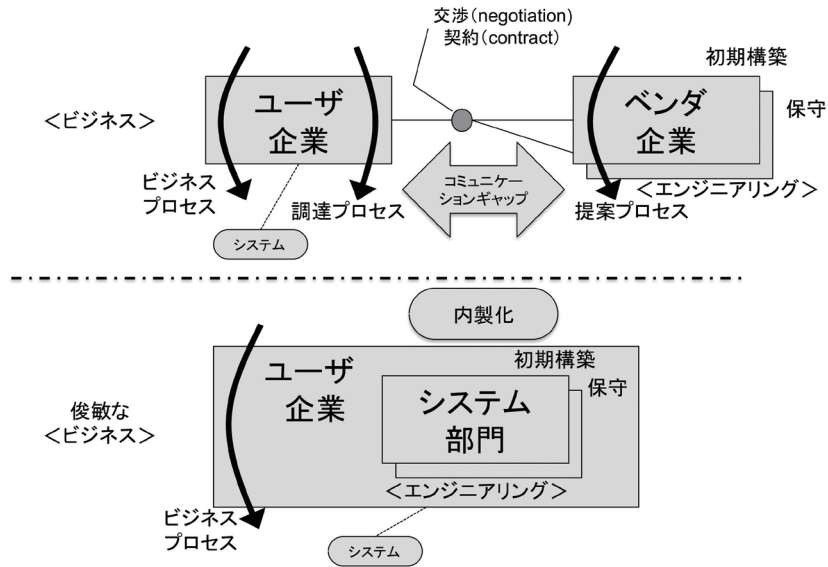 交渉（negotiation）
契約（contract）
初期構築
保守
＜ビジネス＞
ユーザ
企業
ベンダ
企業
コミュニケー
ションギャップ
＜エンジニアリング＞
ビジネス
プロセス
調達プロセス
提案プロセス
システム
内製化
初期構築
保守
俊敏な
＜ビジネス＞
ユーザ
企業
システム
部門
＜エンジニアリング＞
ビジネス
プロセス
システム